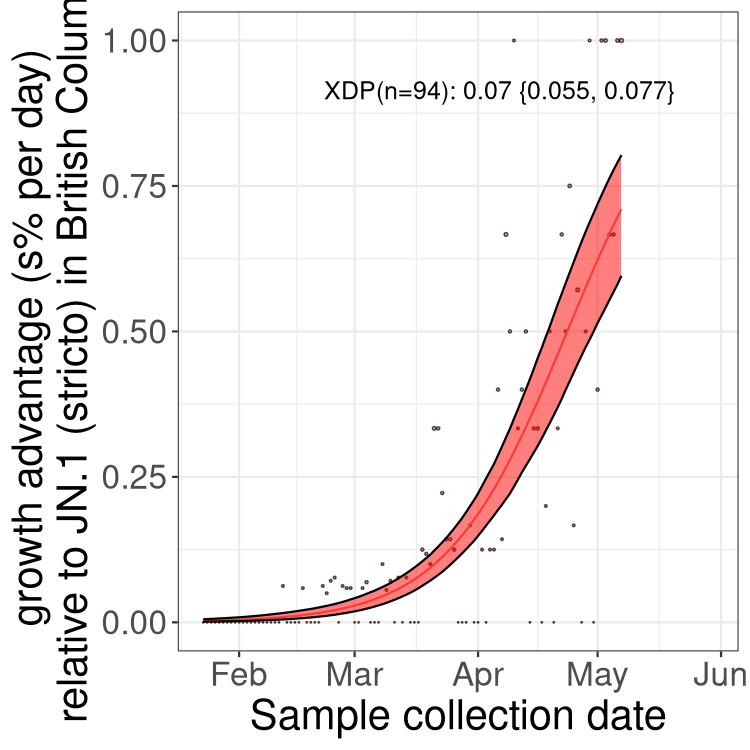 growth advantage (s% per day)
relative to JN.1 (stricto) in British Colum
1.00
0.75
0.50
0.25
0.00
XDP(n=94): 0.07 {0.055, 0.077}
Feb Mar Apr May Jun
Sample collection date